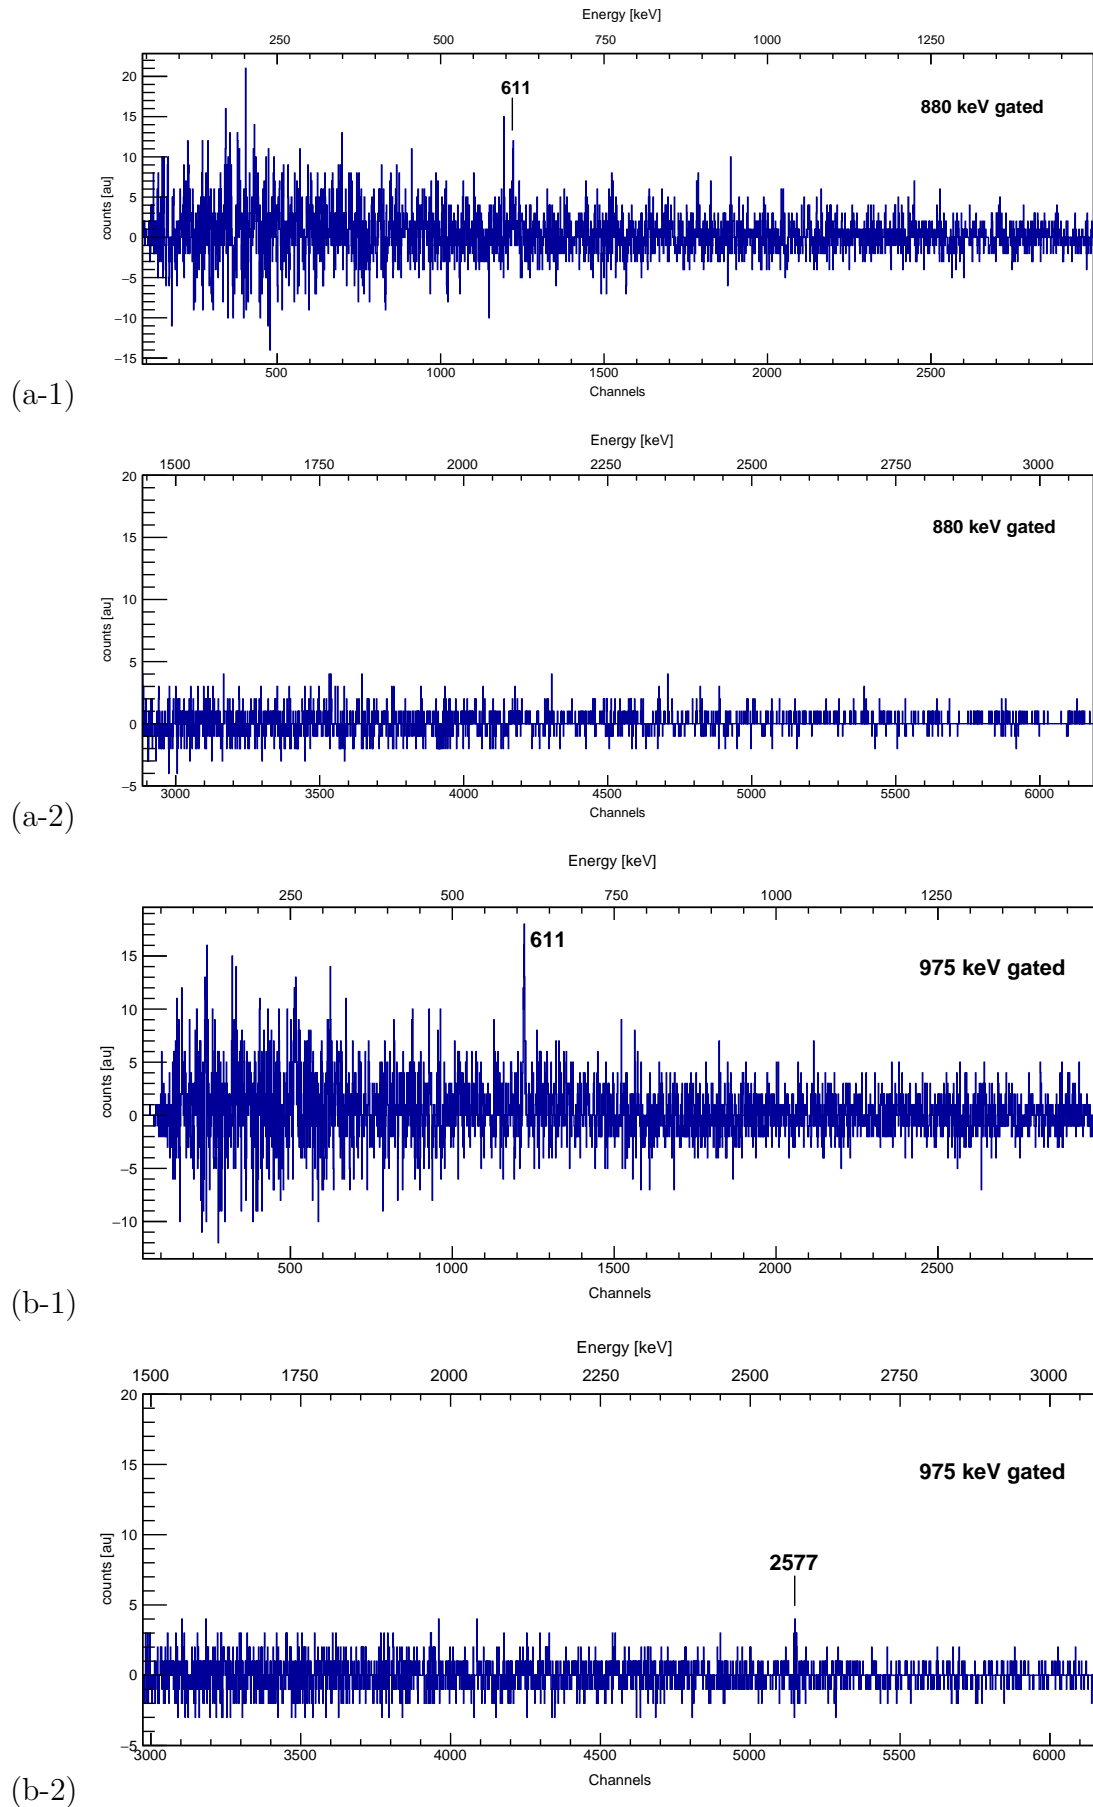 Energy [keV]
250 500 750 1000 1250
20
15
10
5
0
−5
−10
−15
counts [au]
611
880 keV gated
500 1000 1500 2000 2500
Channels
(a-1)
Energy [keV]
1500 1750 2000 2250 2500 2750 3000
20
15
10
5
0
−5
counts [au]
880 keV gated
3000 3500 4000 4500 5000 5500 6000
Channels
(a-2)
Energy [keV]
250 500 750 1000 1250
15
10
5
0
−5
−10
counts [au]
611
975 keV gated
500 1000 1500 2000 2500
Channels
(b-1)
Energy [keV]
1500 1750 2000 2250 2500 2750 3000
20
15
10
5
0
−5
counts [au]
975 keV gated
2577
3000 3500 4000 4500 5000 5500 6000
Channels
(b-2)